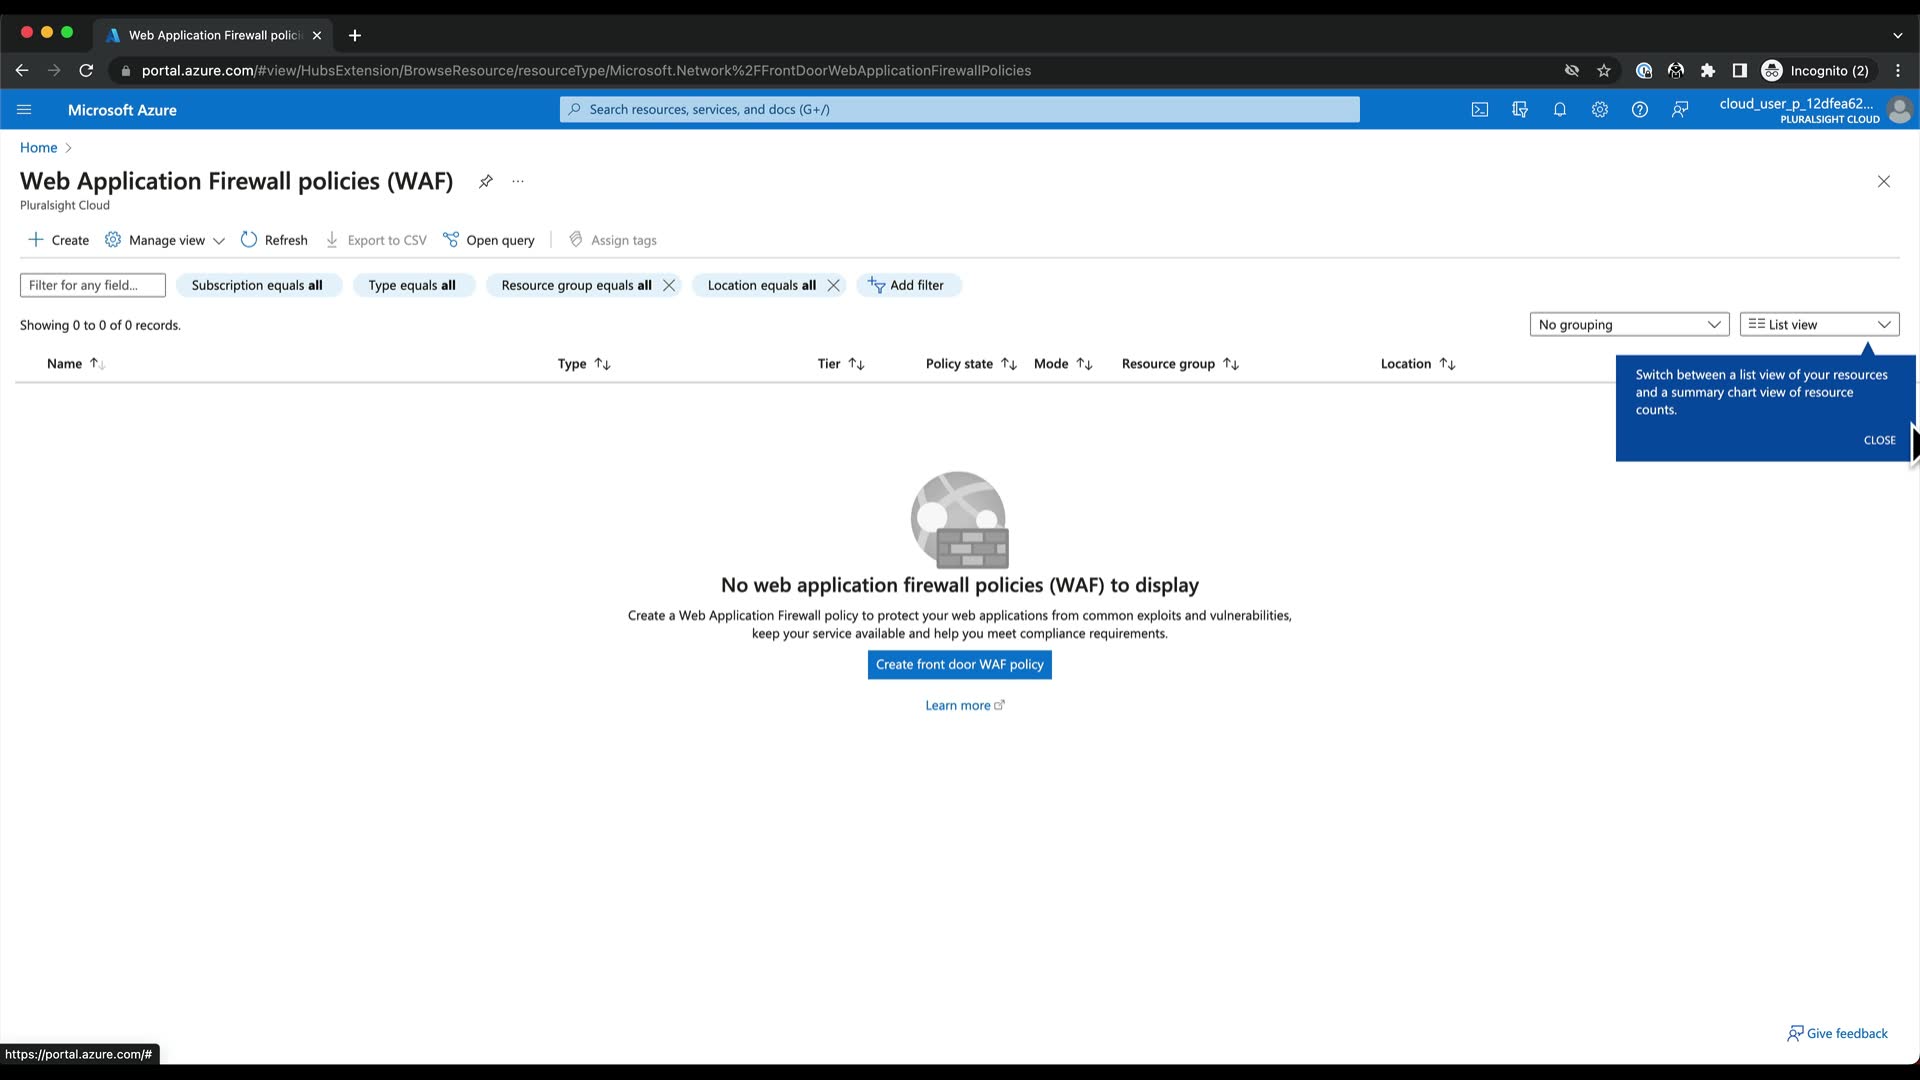 Web Application Firewall polici
portal.azure.com/#view/HubsExtension/BrowseResource/resourceType/Microsoft.Network%2FFrontDoorWebApplicationFirewallPolicies
Incognito (2)
Microsoft Azure
Search resources, services, and docs (G+/)
cloud_user_p_12dfea62...
PLURALSIGHT CLOUD
Home
Web Application Firewall policies (WAF)
...
Pluralsight Cloud
Create
Manage view
Refresh
Export to CSV
Open query
Assign tags
Filter for any field...
Subscription equals all
Type equals all
Resource group equals all
Location equals all
Add filter
Showing 0 to 0 of 0 records.
No grouping
List view
Name
Type
Tier
Policy state
Mode
Resource group
Location
Switch between a list view of your resources
and a summary chart view of resource
counts.
CLOSE
No web application firewall policies (WAF) to display
Create a Web Application Firewall policy to protect your web applications from common exploits and vulnerabilities,
keep your service available and help you meet compliance requirements.
Create front door WAF policy
Learn more
Give feedback
https://portal.azure.com/#